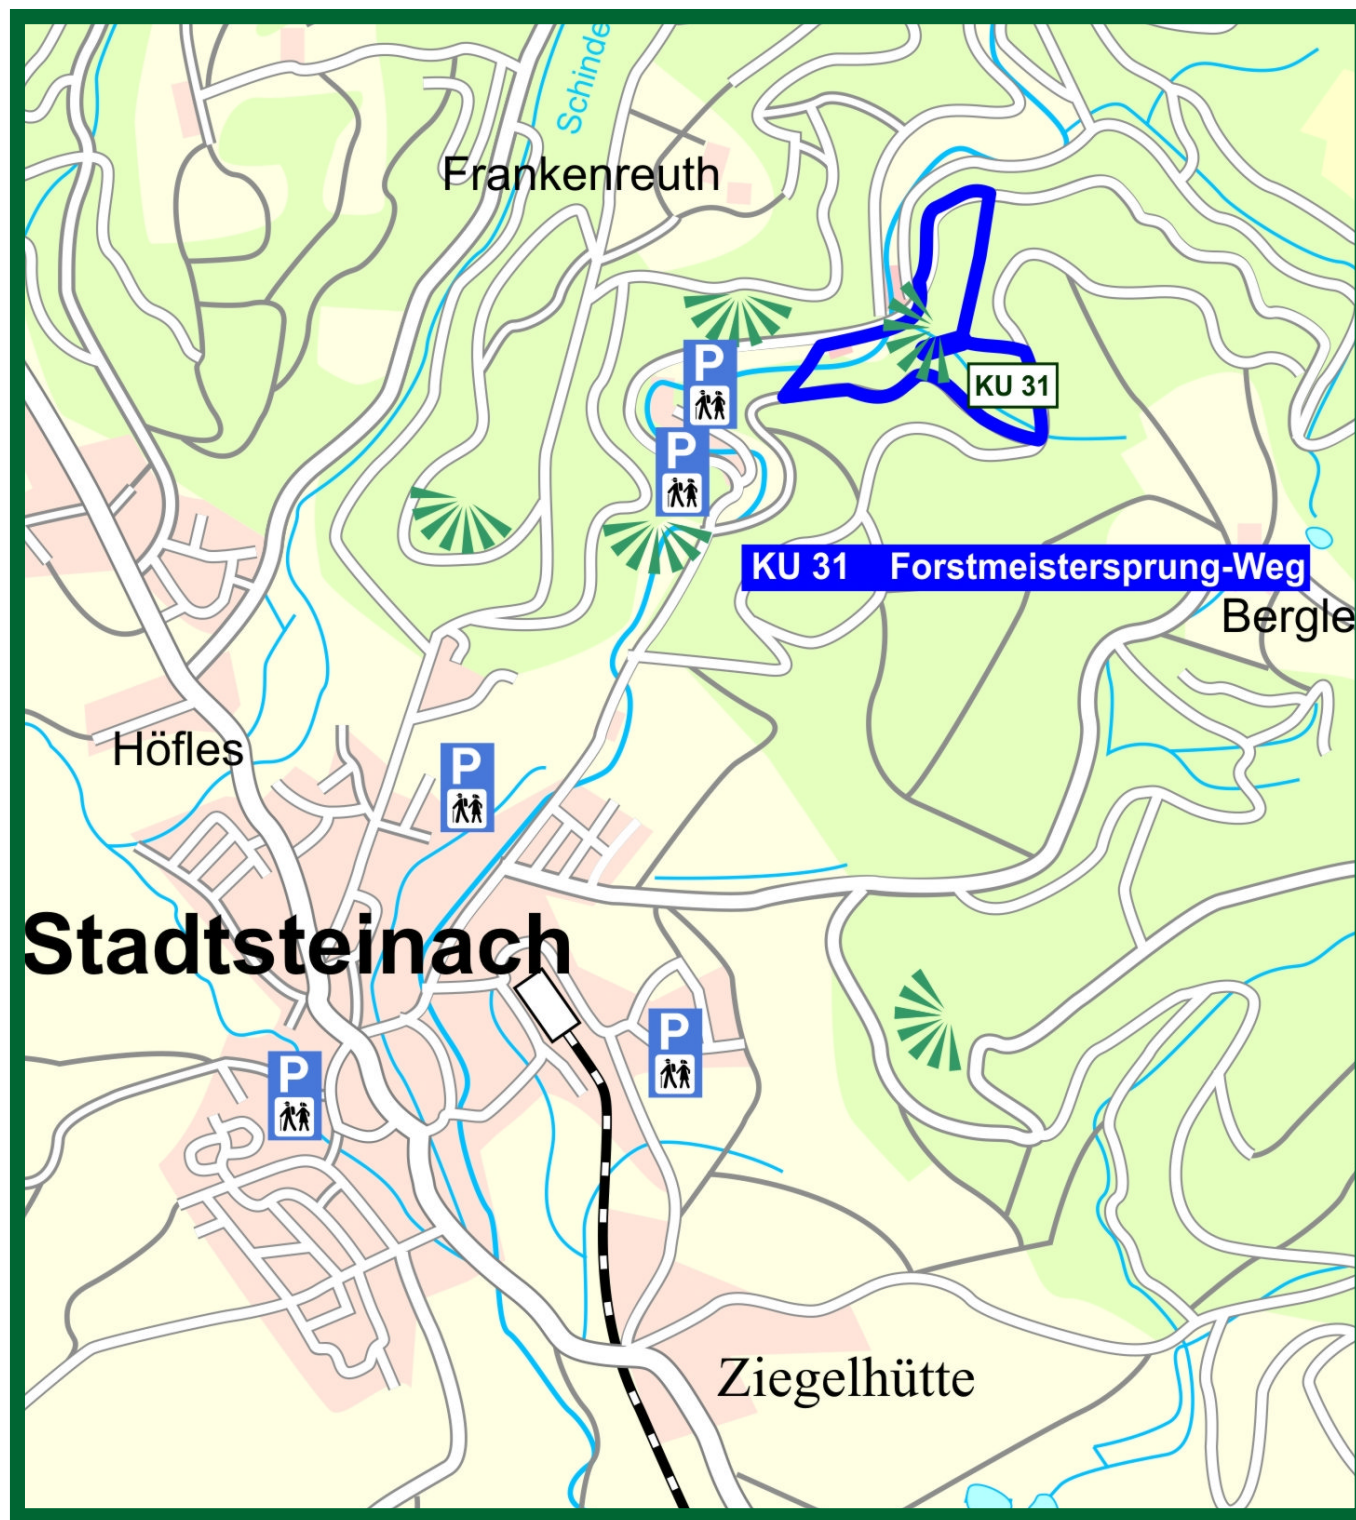 Schinde
Frankenreuth
P
KU 31
P
KU 31 Forstmeistersprung-Weg
Bergle
Höfles
P
Stadtsteinach
P
P
Ziegelhütte